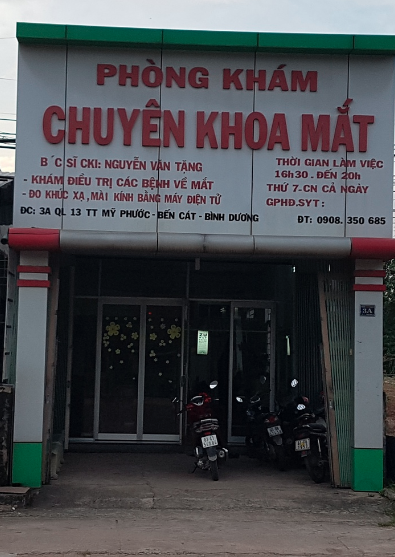 PHÒNG KHÁM
CHUYÊN KHOA MẮT
B´C SĨ CKI: NGUYỄN VĂN TẶNG
- KHÁM ĐIỀU TRỊ CÁC BỆNH VỀ MẮT
- ĐO KHÚC XẠ, MÀI KÍNH BẰNG MÁY ĐIỆN TỬ
ĐC: 3A QL 13 TT MỸ PHƯỚC - BẾN CÁT - BÌNH DƯƠNG
THỜI GIAN LÀM VIỆC
16h30. ĐẾN 20h
THỨ 7.CN CẢ NGÀY
GPHĐ.SYT :
ĐT: 0908. 350 685
3A